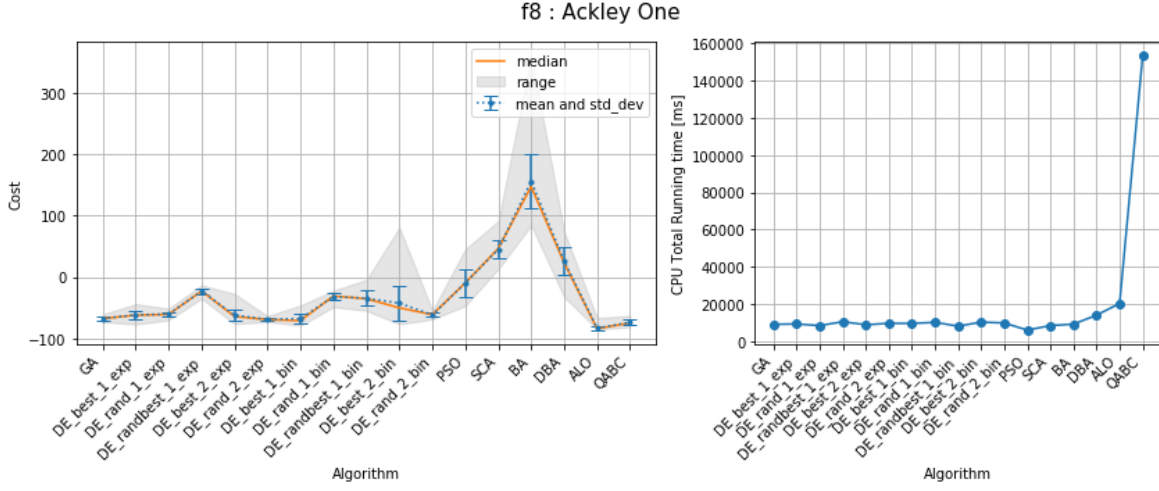 f8 : Ackley One
median
range
mean and std_dev
Cost
300
200
100
0
−100
GA
DE_best_1_exp
DE_rand_1_exp
DE_randbest_1_exp
DE_best_2_exp
DE_rand_2_exp
DE_best_1_bin
DE_rand_1_bin
DE_randbest_1_bin
DE_best_2_bin
DE_rand_2_bin
PSO
SCA
BA
DBA
ALO
QABC
Algorithm
CPU Total Running time [ms]
160000
140000
120000
100000
80000
60000
40000
20000
0
GA
DE_best_1_exp
DE_rand_1_exp
DE_randbest_1_exp
DE_best_2_exp
DE_rand_2_exp
DE_best_1_bin
DE_rand_1_bin
DE_randbest_1_bin
DE_best_2_bin
DE_rand_2_bin
PSO
SCA
BA
DBA
ALO
QABC
Algorithm